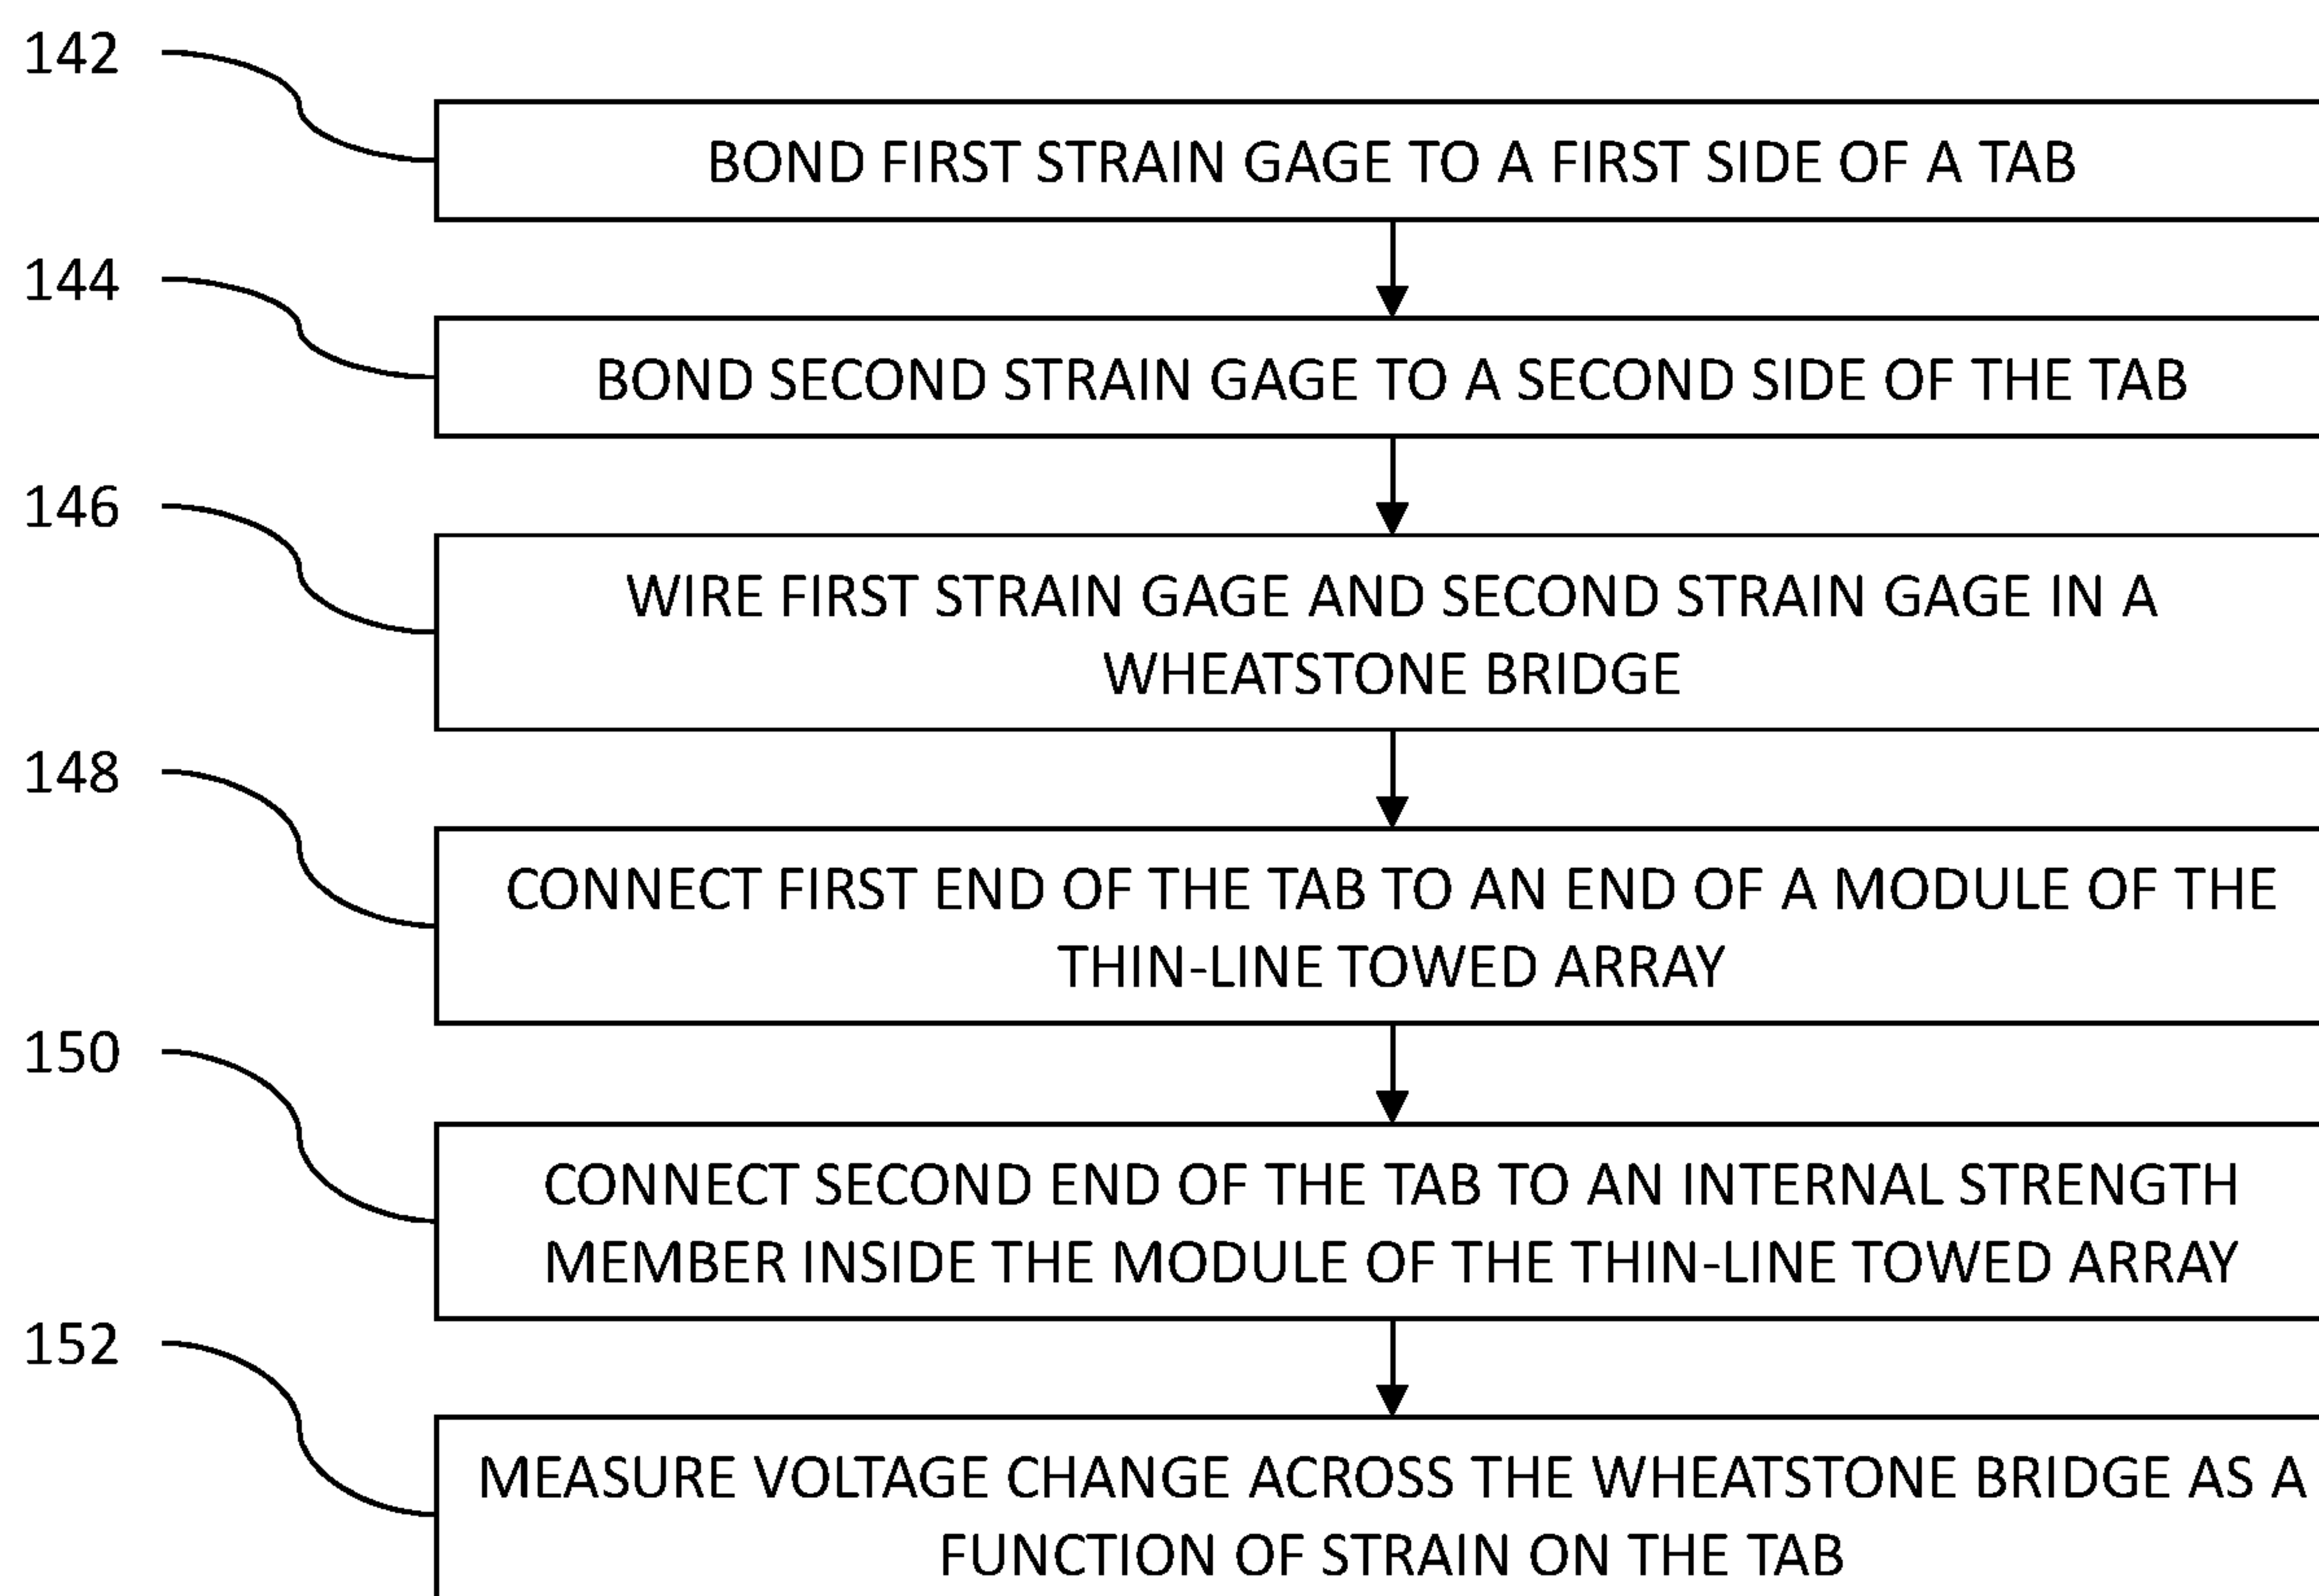 142
BOND FIRST STRAIN GAGE TO A FIRST SIDE OF A TAB
144
BOND SECOND STRAIN GAGE TO A SECOND SIDE OF THE TAB
146
WIRE FIRST STRAIN GAGE AND SECOND STRAIN GAGE IN A
WHEATSTONE BRIDGE
148
CONNECT FIRST END OF THE TAB TO AN END OF A MODULE OF THE
THIN-LINE TOWED ARRAY
150
CONNECT SECOND END OF THE TAB TO AN INTERNAL STRENGTH
MEMBER INSIDE THE MODULE OF THE THIN-LINE TOWED ARRAY
152
MEASURE VOLTAGE CHANGE ACROSS THE WHEATSTONE BRIDGE AS A
FUNCTION OF STRAIN ON THE TAB